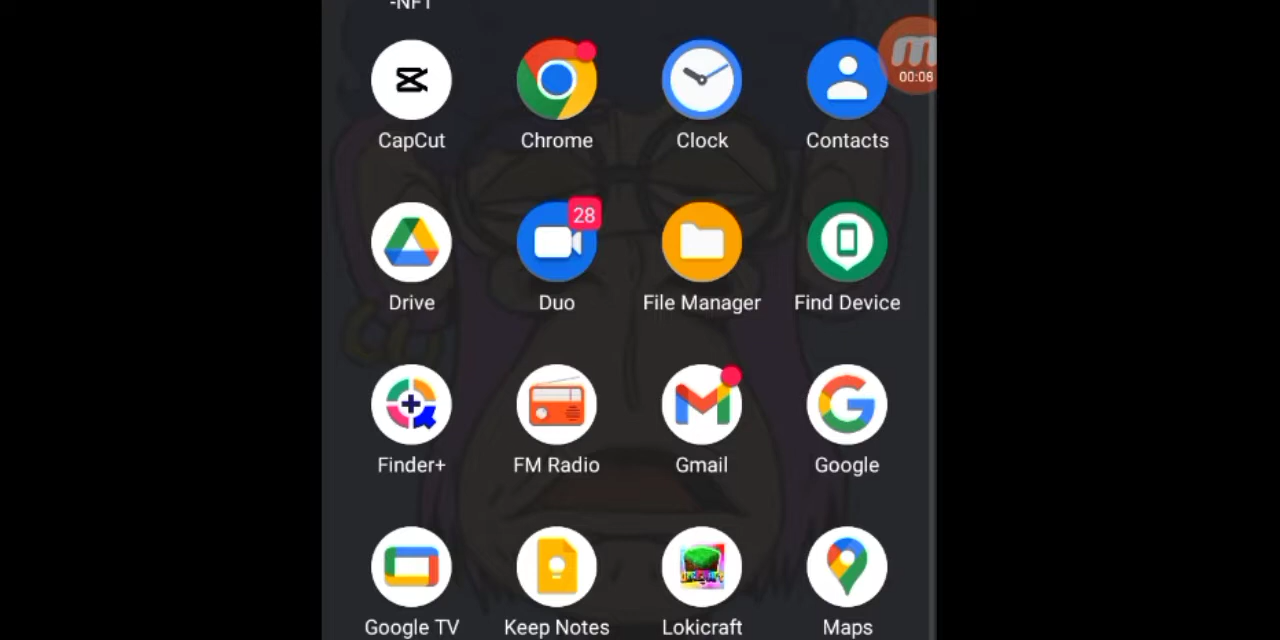 -NFT
CapCut
Chrome
Clock
Contacts
00:08
Drive
28
Duo
File Manager
Find Device
Finder+
FM Radio
Gmail
Google
Google TV
Keep Notes
Lokicraft
Maps